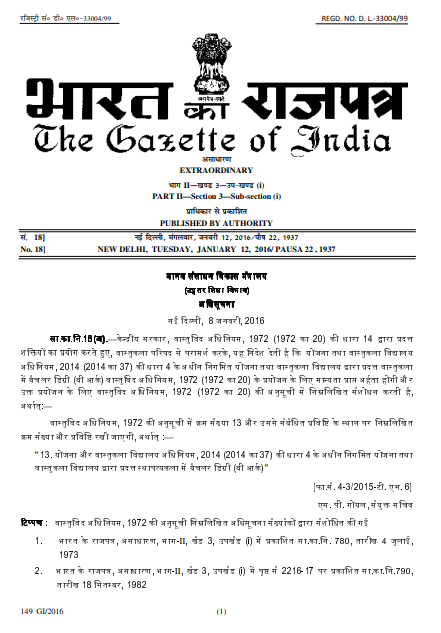 रजिस्ट्री सं० डी० एल०-33004/99
REGD. NO. D. L.-33004/99
भारत का राजपत्र
The Gazette of India
असाधारण
EXTRAORDINARY
भाग II—खण्ड 3—उप-खण्ड (i)
PART II—Section 3—Sub-section (i)
प्राधिकार से प्रकाशित
PUBLISHED BY AUTHORITY
सं. 18] नई दिल्ली, मंगलवार, जनवरी 12, 2016/पौष 22, 1937
No. 18] NEW DELHI, TUESDAY, JANUARY 12, 2016/ PAUSA 22 , 1937
मानव संसाधन विकास मंत्रालय
(उच्चतर शिक्षा विभाग)
अधिसूचना
नई दिल्ली, 8 जनवरी, 2016
सा.का.नि.18(अ).—केन्द्रीय सरकार, वास्तुविद अधिनियम, 1972 (1972 का 20) की धारा 14 द्वारा प्रदत्त
शक्तियों का प्रयोग करते हुए, वास्तुकला परिषद से परामर्श करके, यह निदेश देती है कि योजना तथा वास्तुकला विद्यालय
अधिनियम, 2014 (2014 का 37) की धारा 4 के अधीन निगमित योजना तथा वास्तुकला विद्यालय द्वारा प्रदत्त वास्तुकला
में बैचलर डिग्री (बी आर्क) वास्तुविद अधिनियम, 1972 (1972 का 20) के प्रयोजन के लिए मान्यता प्राप्त अर्हता होगी और
उक्त प्रयोजन के लिए वास्तुविद अधिनियम, 1972 (1972 का 20) की अनुसूची में निम्नलिखित संशोधन करती है,
अर्थात्:—
वास्तुविद अधिनियम, 1972 की अनुसूची में क्रम संख्या 13 और उससे संबंधित प्रविष्टि के स्थान पर निम्नलिखित
क्रम संख्या और प्रविष्टि रखी जाएगी, अर्थात् :—
" 13. योजना और वास्तुकला विद्यालय अधिनियम, 2014 (2014 का 37) की धारा 4 के अधीन निगमित योजना तथा
वास्तुकला विद्यालय द्वारा प्रदत्त स्थापत्यकला में बैचलर डिग्री (बी आर्क)"
[फा.सं. 4-3/2015-टी. एस. 6]
एस. पी. गोयल, संयुक्त सचिव
टिप्पण : वास्तुविद अधिनियम, 1972 की अनुसूची निम्नलिखित अधिसूचना संख्यांकों द्वारा संशोधित की गई
1. भारत के राजपत्र, असाधारण, भाग-II, खंड 3, उपखंड (i) में प्रकाशित सा.का.नि. 780, तारीख 4 जुलाई,
1973
2. भारत के राजपत्र, असाधारण, भाग-II, खंड 3, उपखंड (i) में पृष्ठ सं 2216-17 पर प्रकाशित सा.का.नि.790,
तारीख 18 सितम्बर, 1982
149 GI/2016 (1)